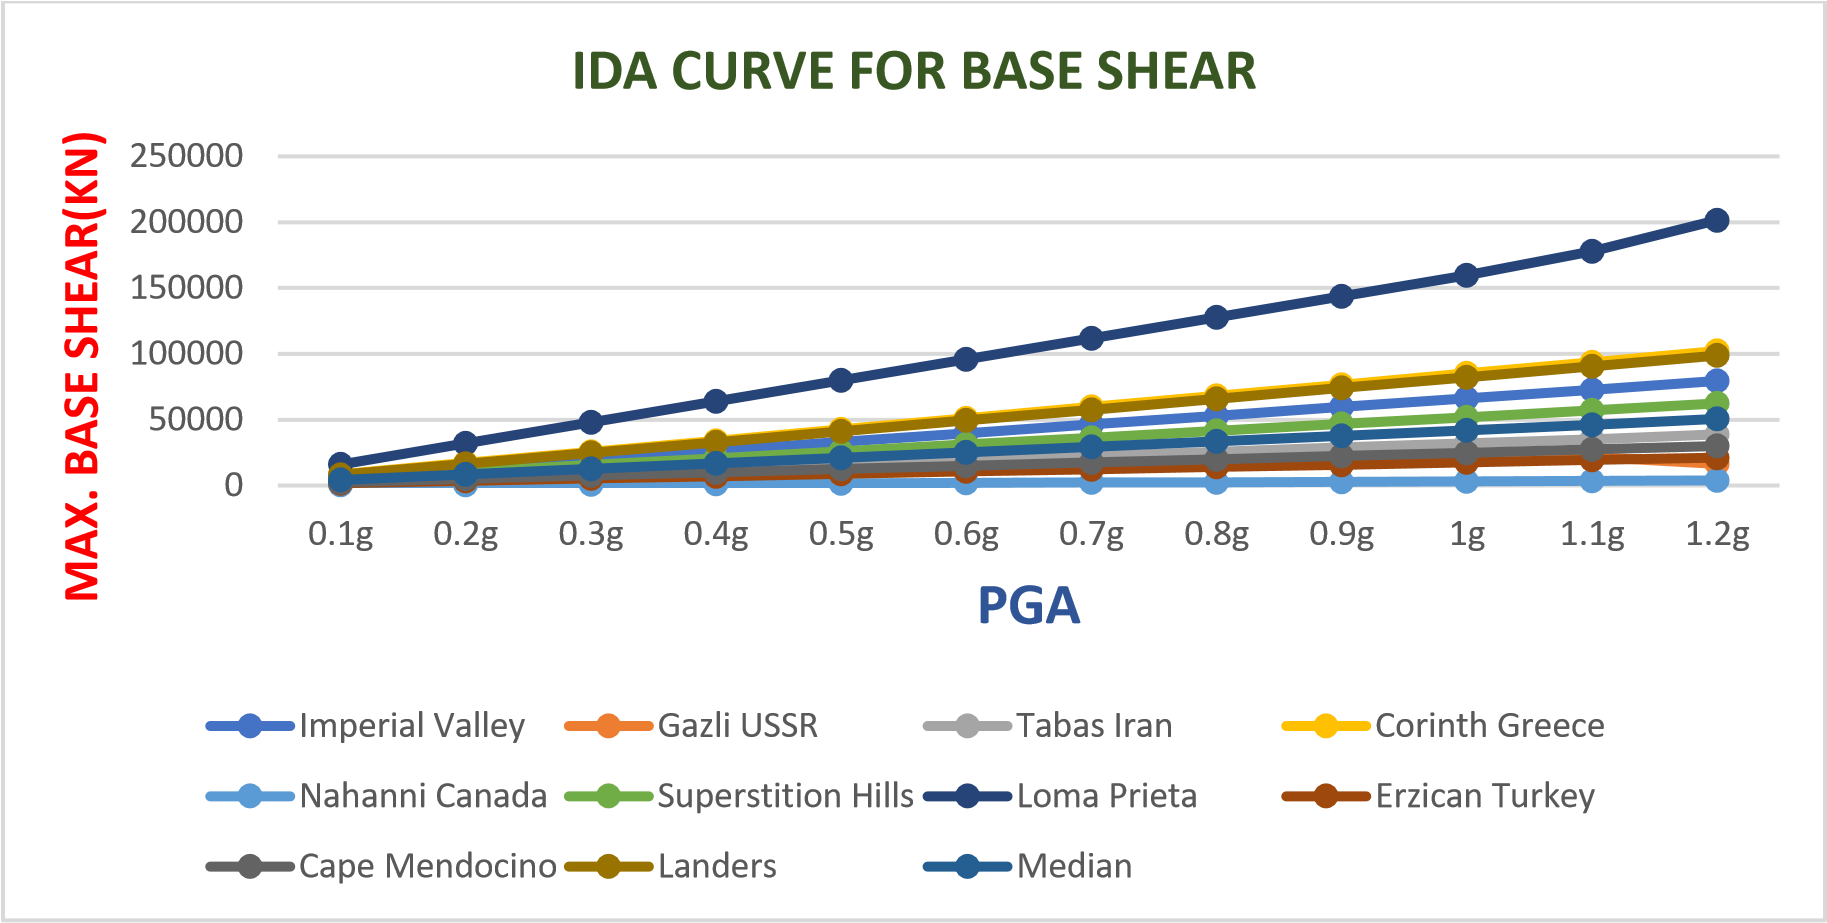 IDA CURVE FOR BASE SHEAR
MAX. BASE SHEAR(KN)
250000
200000
150000
100000
50000
0
0.1g 0.2g 0.3g 0.4g 0.5g 0.6g 0.7g 0.8g 0.9g 1g 1.1g 1.2g
PGA
Imperial Valley Gazli USSR Tabas Iran Corinth Greece
Nahanni Canada Superstition Hills Loma Prieta Erzican Turkey
Cape Mendocino Landers Median